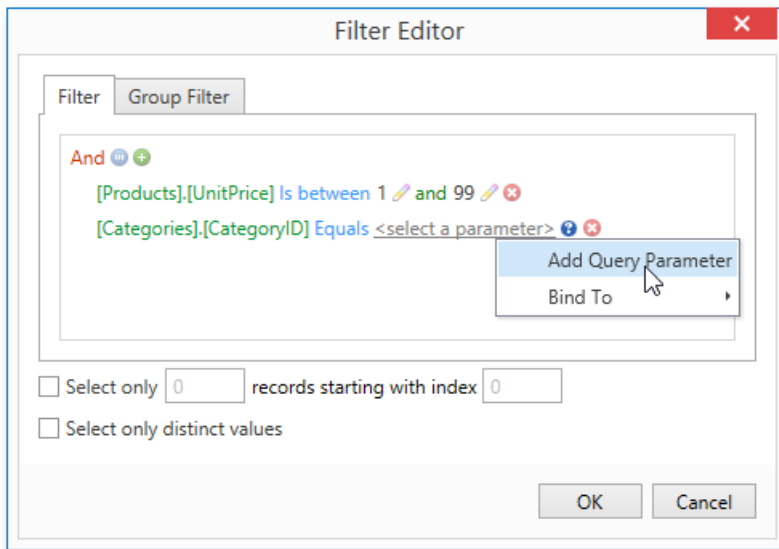 Filter Editor
Filter Group Filter
And
[Products].[UnitPrice] Is between 1 and 99
[Categories].[CategoryID] Equals <select a parameter> ?
Add Query Parameter
Bind To
Select only 0 records starting with index 0
Select only distinct values
OK Cancel